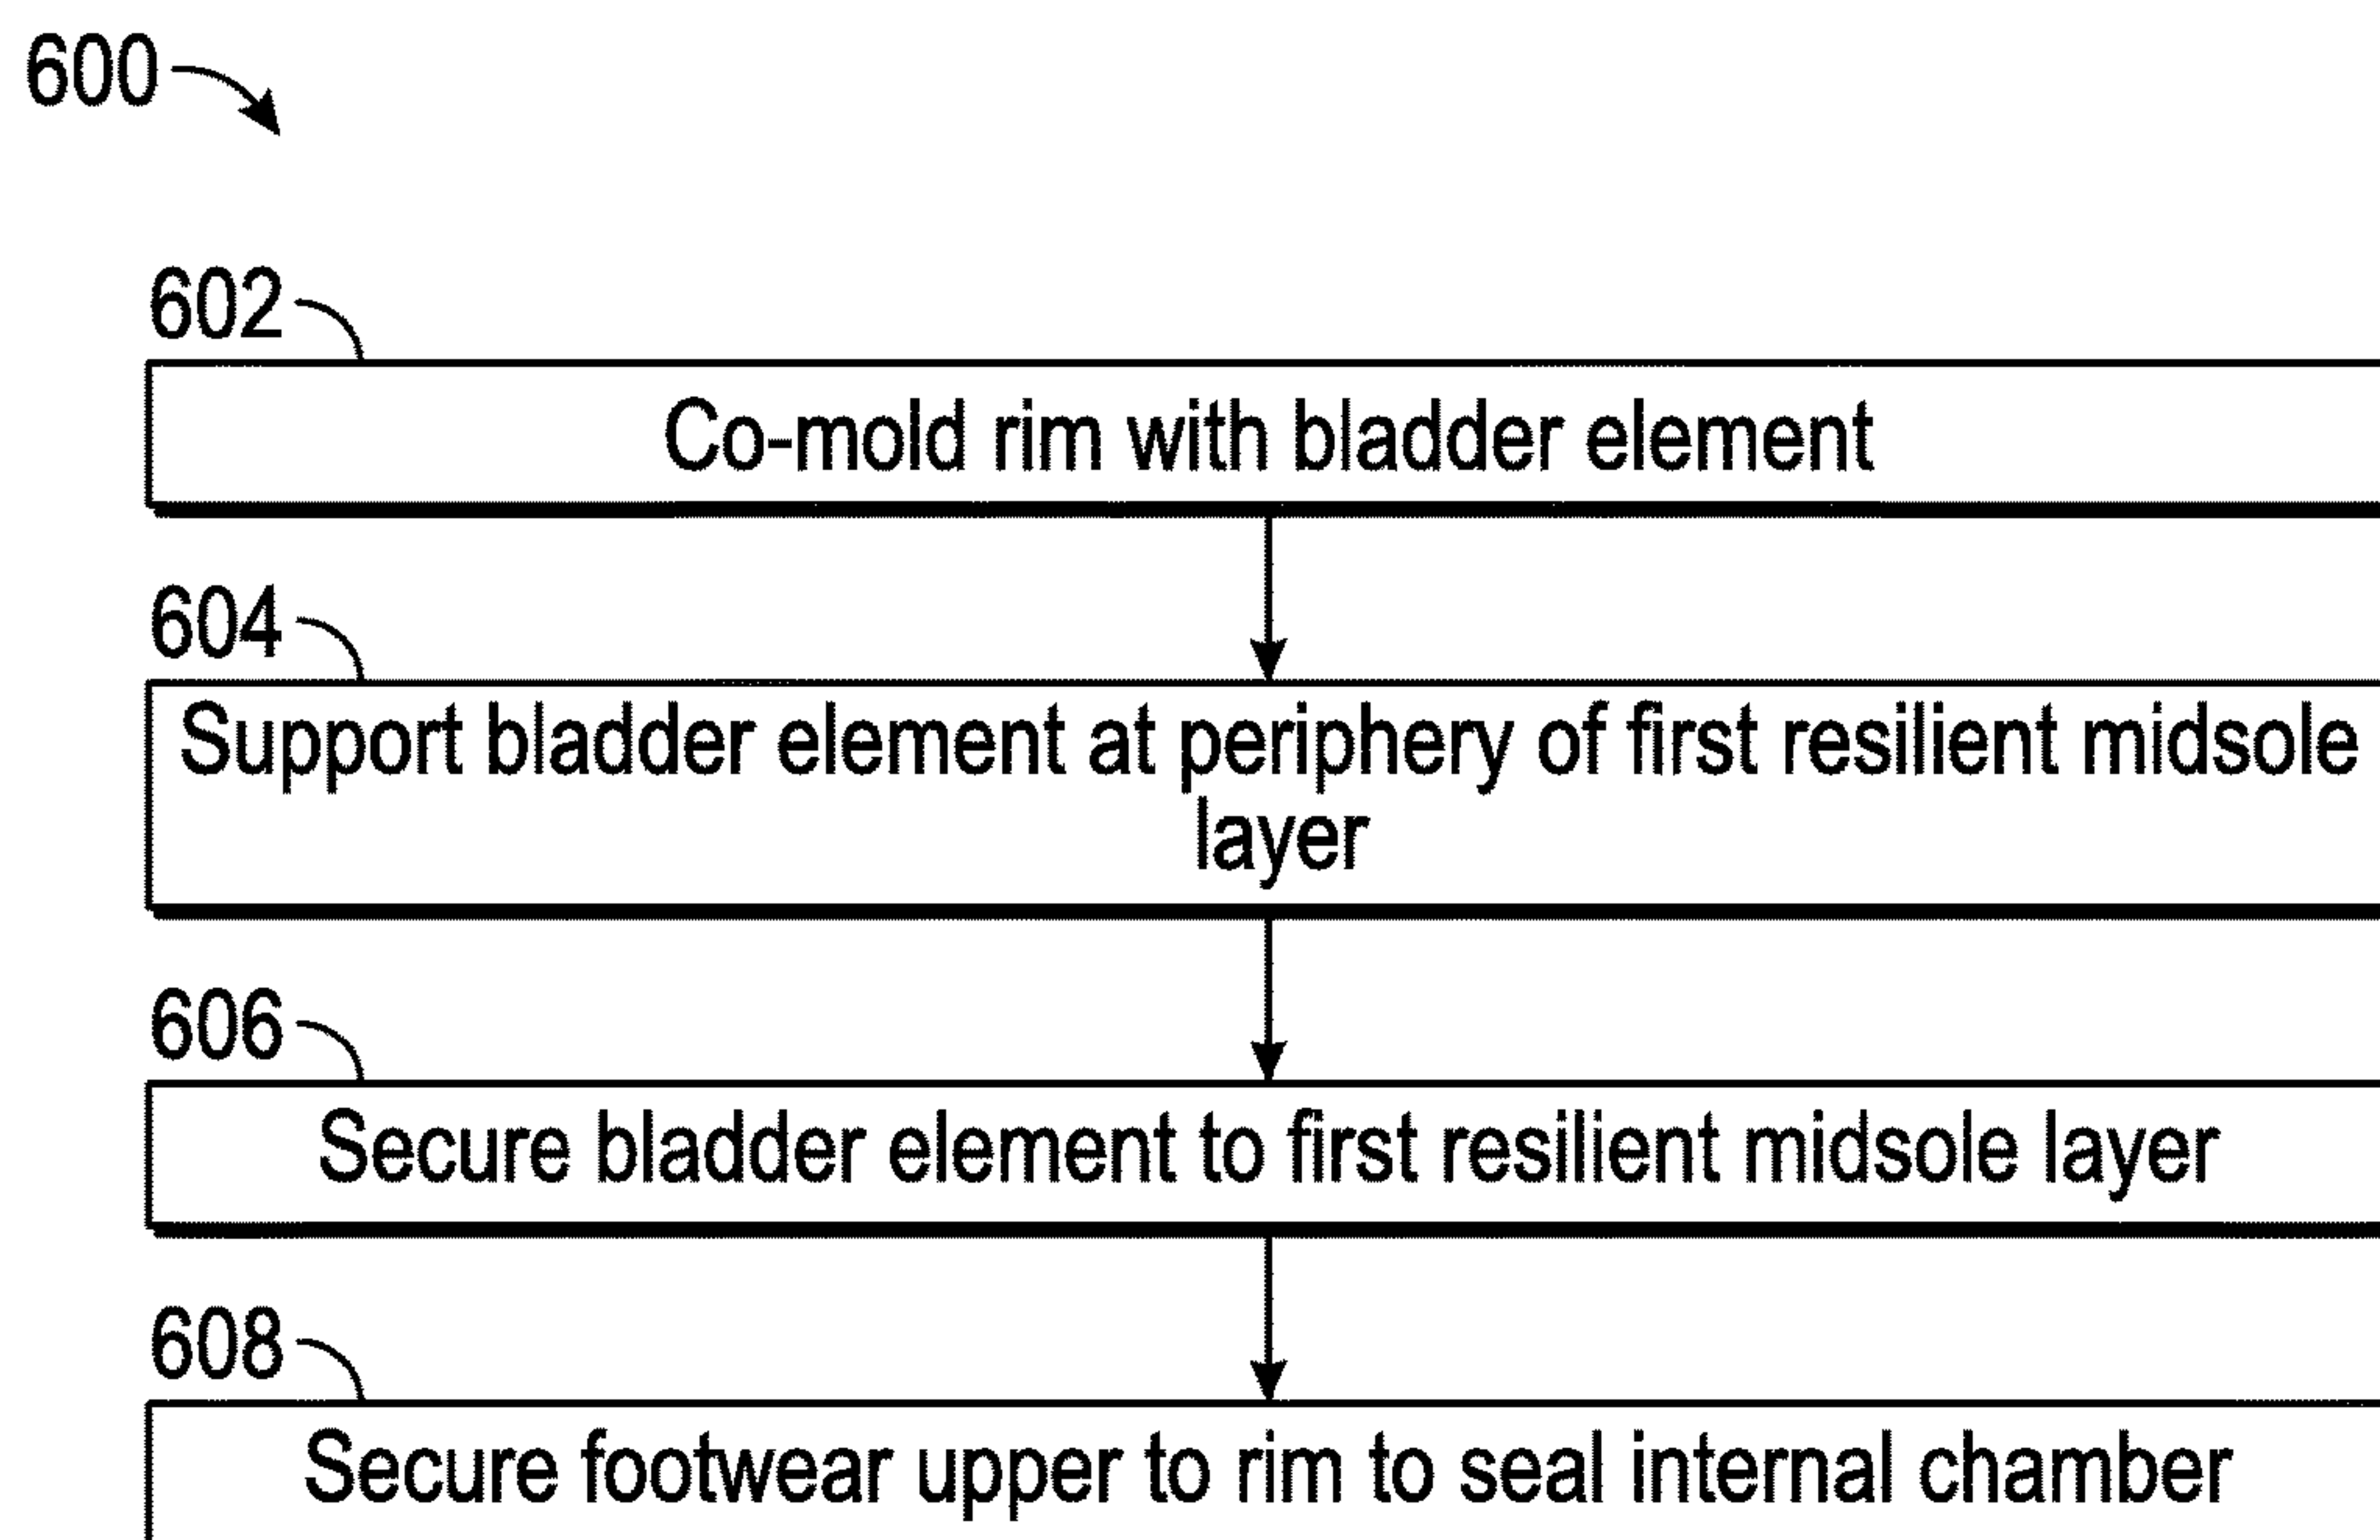 600
602
Co-mold rim with bladder element
604
Support bladder element at periphery of first resilient midsole
layer
606
Secure bladder element to first resilient midsole layer
608
Secure footwear upper to rim to seal internal chamber